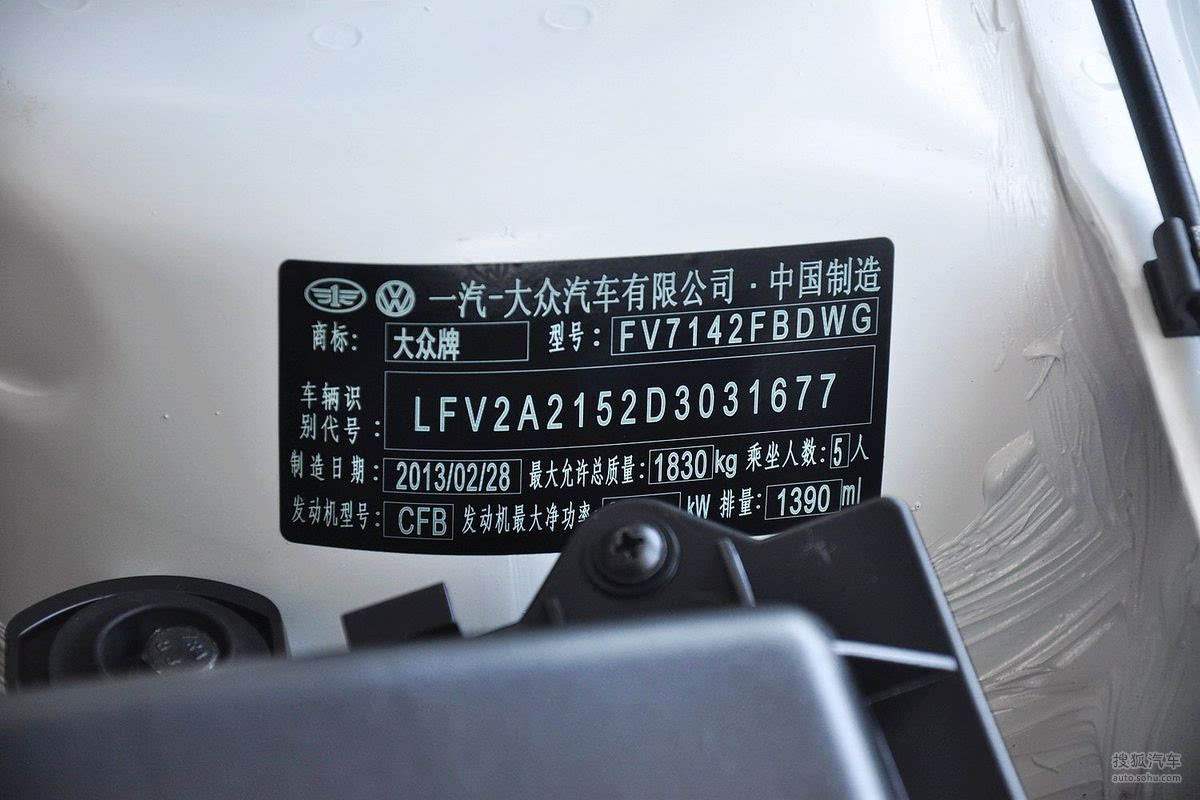 一汽-大众汽车有限公司·中国制造
商标: 大众牌 型号: FV7142FBDWG
车辆识
别代号: LFV2A2152D3031677
制造日期: 2013/02/28 最大允许总质量: 1830 kg 乘坐人数: 5 人
发动机型号: CFB 发动机最大净功率: kW 排量: 1390 ml
搜狐汽车
auto.sohu.com